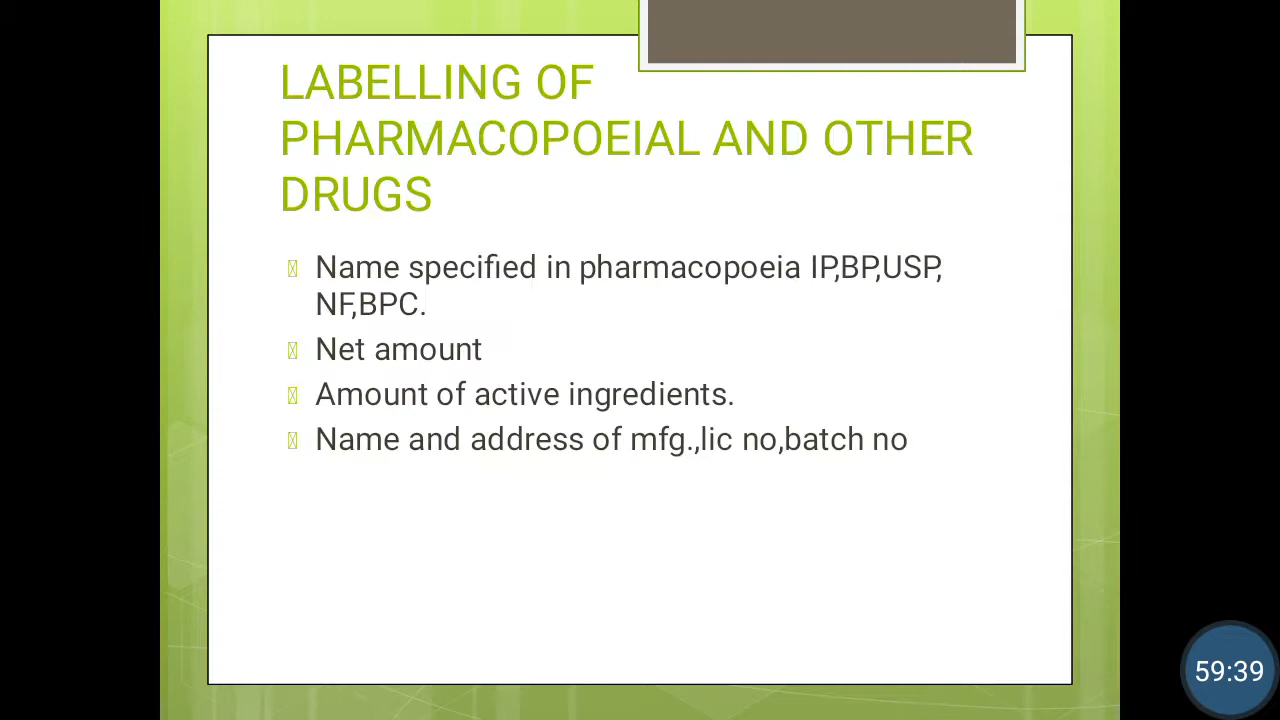 LABELLING OF
PHARMACOPOEIAL AND OTHER
DRUGS
Name specified in pharmacopoeia IP,BP,USP,
NF,BPC.
Net amount
Amount of active ingredients.
Name and address of mfg.,lic no,batch no
59:39